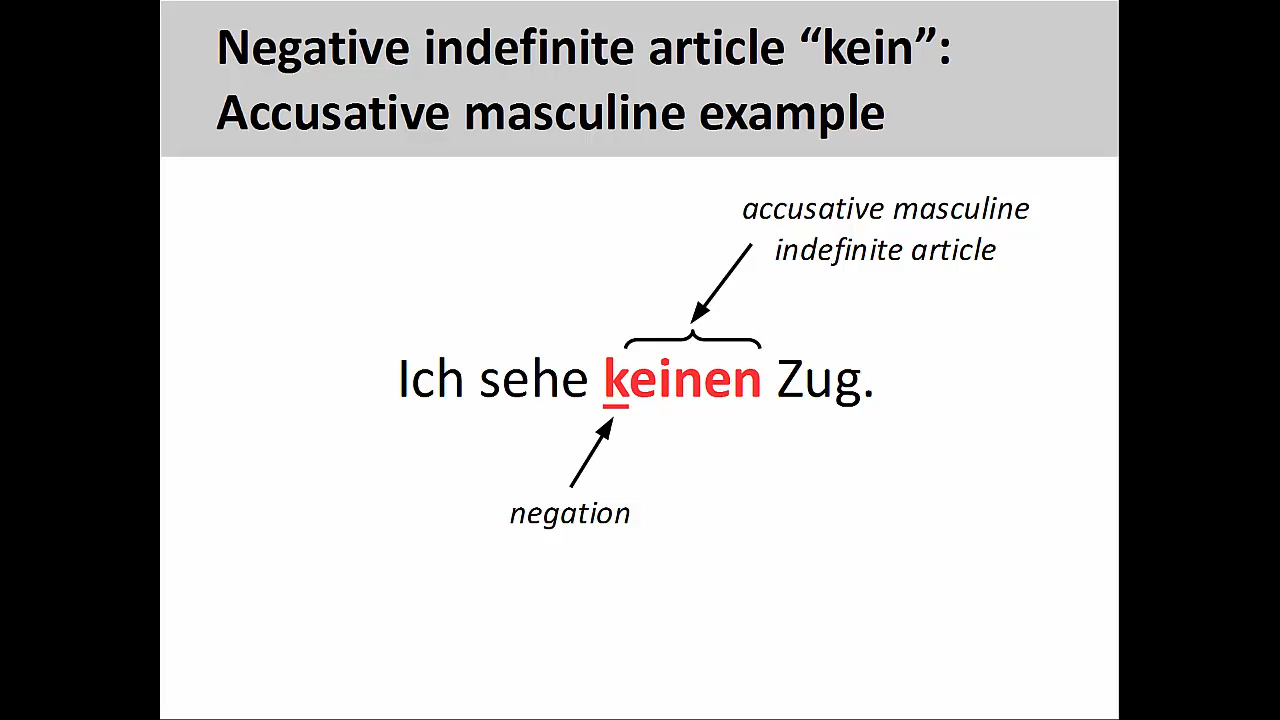 Negative indefinite article “kein”:
Accusative masculine example
accusative masculine
indefinite article
Ich sehe keinen Zug.
negation